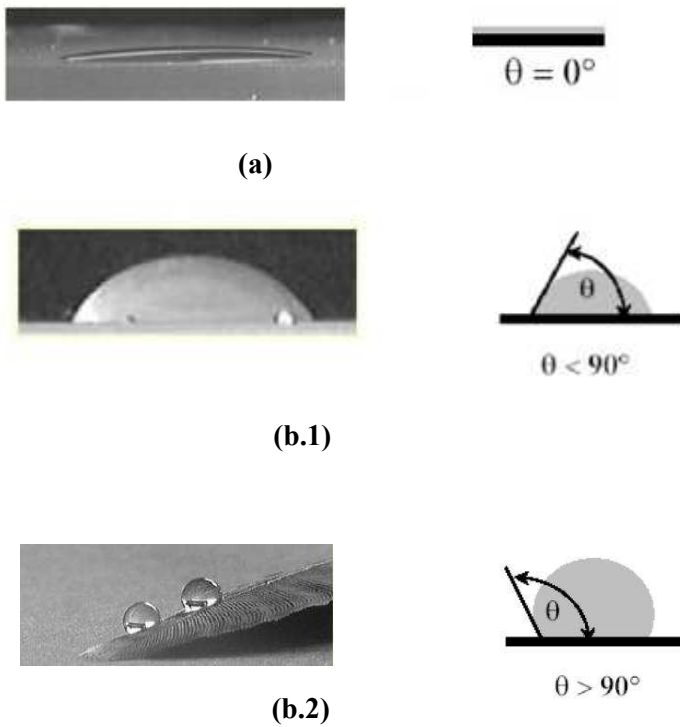 θ = 0°
(a)
θ
θ < 90°
(b.1)
θ
θ > 90°
(b.2)